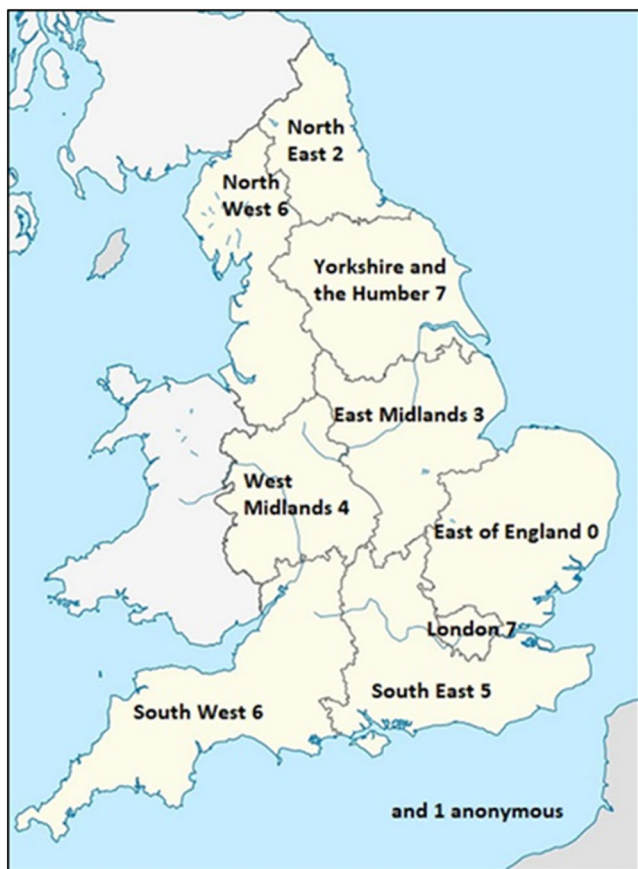 North
East 2
North
West 6
Yorkshire and
the Humber 7
East Midlands 3
West
Midlands 4
East of England 0
London 7
South East 5
South West 6
and 1 anonymous